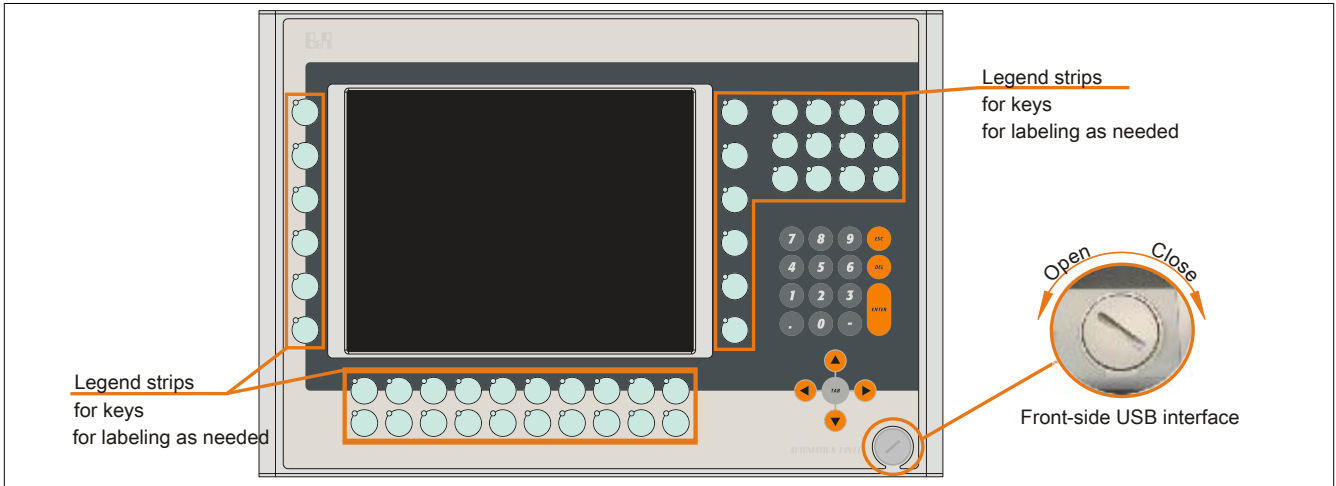 B&R
Legend strips
for keys
for labeling as needed
7 8 9 ESC
4 5 6 DEL
1 2 3
ENTER
. 0 -
TAB
Open Close
Front-side USB interface
Legend strips
for keys
for labeling as needed